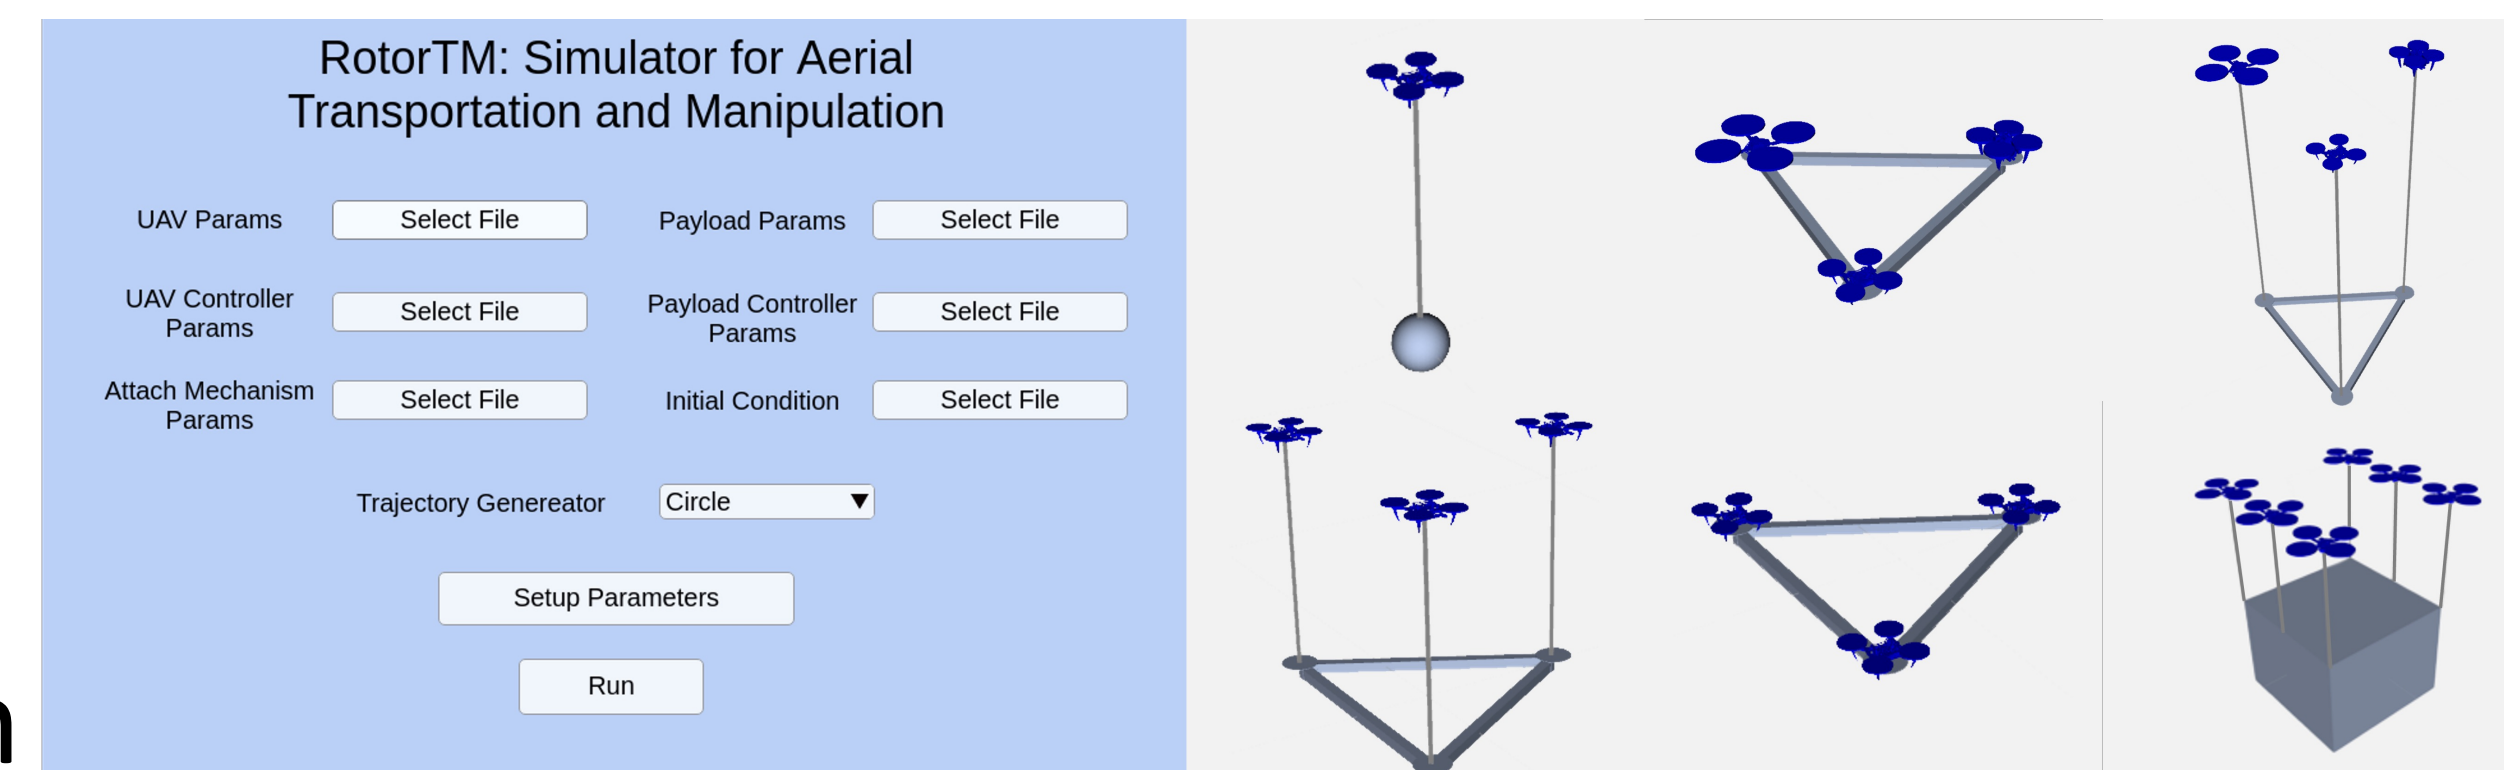 RotorTM: Simulator for Aerial
Transportation and Manipulation
UAV Params
Select File
Payload Params
Select File
UAV Controller
Params
Select File
Payload Controller
Params
Select File
Attach Mechanism
Params
Select File
Initial Condition
Select File
Trajectory Genereator
Circle
Setup Parameters
Run